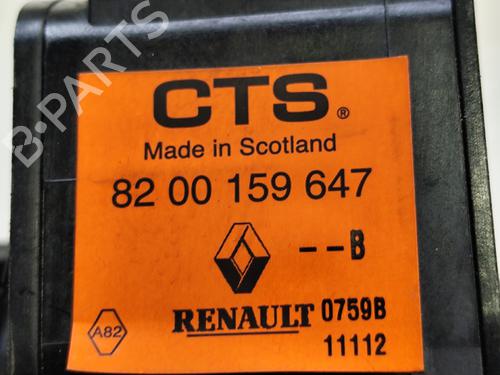 B-PARTS
CTS®
Made in Scotland
82 00 159 647
--B
A82
RENAULT 0759B
11112